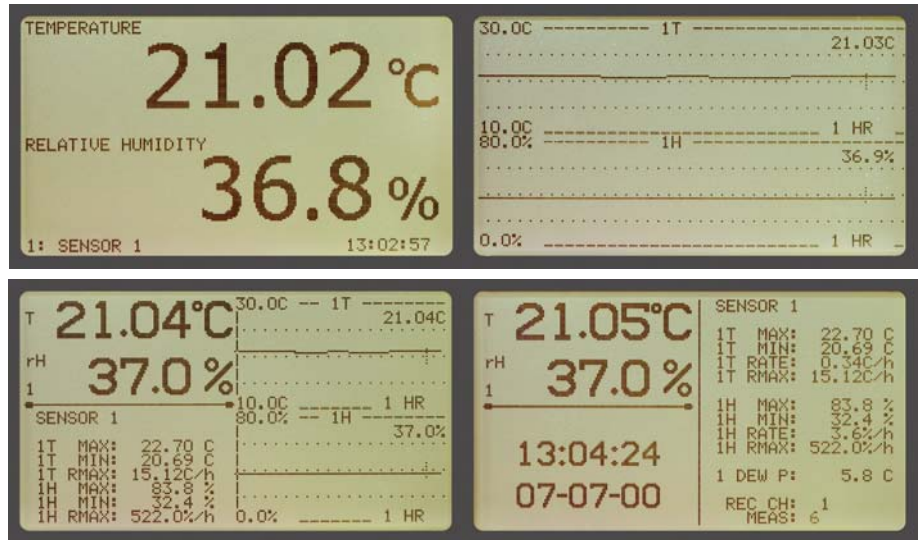 TEMPERATURE
21.02 °C
RELATIVE HUMIDITY
36.8 %
1: SENSOR 1 13:02:57
30.0C 1T
21.03C
10.0C 1 HR
80.0% 1H
36.9%
0.0% 1 HR
T 21.04°C
rH 37.0 %
1
SENSOR 1
1T MAX: 22.70 C
1T MIN: 20.69 C
1T RMAX: 15.12C/h
1H MAX: 83.8 %
1H MIN: 32.4 %
1H RMAX: 522.0%/h
30.0C 1T
21.04C
10.0C 1 HR
80.0% 1H
37.0%
0.0% 1 HR
T 21.05°C
rH 37.0 %
1
13:04:24
07-07-00
SENSOR 1
1T MAX: 22.70 C
1T MIN: 20.69 C
1T RATE: 0.34C/h
1T RMAX: 15.12C/h
1H MAX: 83.8 %
1H MIN: 32.4 %
1H RATE: 3.6%/h
1H RMAX: 522.0%/h
1 DEW P: 5.8 C
REC CH: 1
MEAS: 6